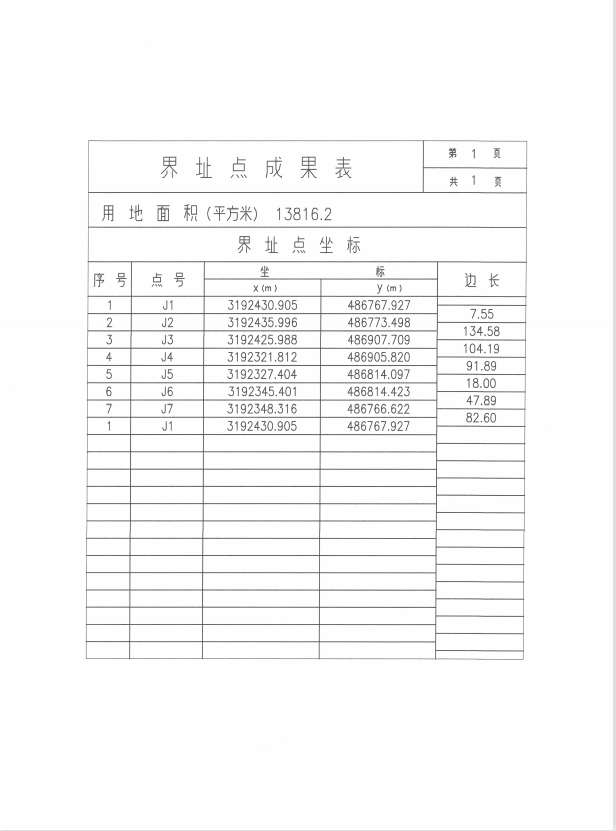 界 址 点 成 果 表
第 1 页
共 1 页
用 地 面 积 (平方米) 13816.2
界 址 点 坐 标
序 号 点 号 坐 标 边 长
x (m) y (m)
1 J1 3192430.905 486767.927
7.55
2 J2 3192435.996 486773.498
134.58
3 J3 3192425.988 486907.709
104.19
4 J4 3192321.812 486905.820
91.89
5 J5 3192327.404 486814.097
18.00
6 J6 3192345.401 486814.423
47.89
7 J7 3192348.316 486766.622
82.60
1 J1 3192430.905 486767.927